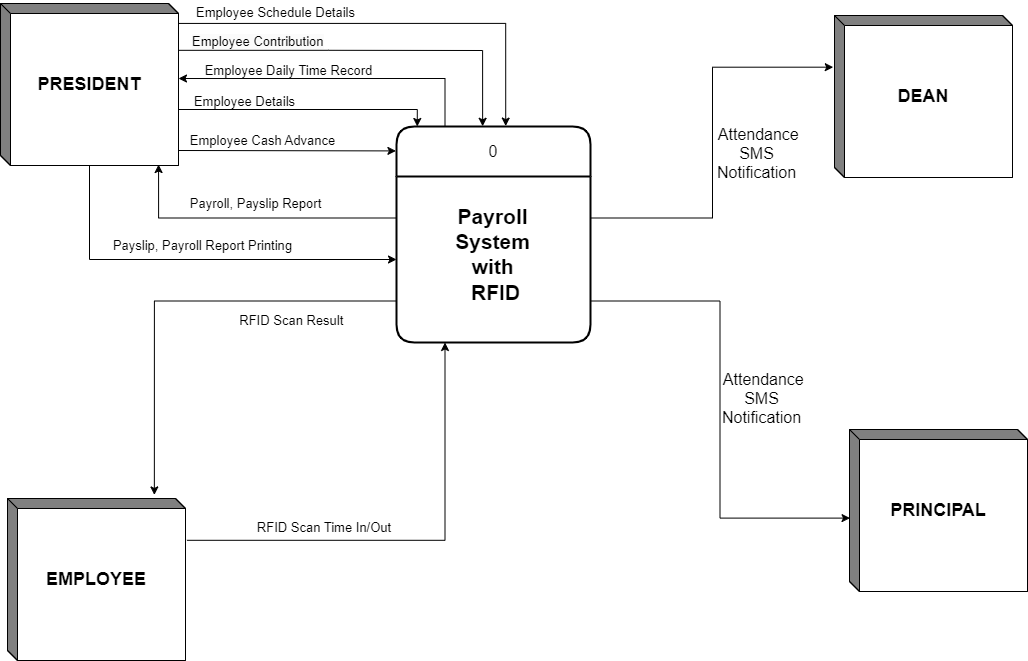 Employee Schedule Details
Employee Contribution
Employee Daily Time Record
PRESIDENT
DEAN
Employee Details
Employee Cash Advance
Attendance
SMS
Notification
0
Payroll, Payslip Report
Payroll
System
with
RFID
Payslip, Payroll Report Printing
RFID Scan Result
Attendance
SMS
Notification
PRINCIPAL
RFID Scan Time In/Out
EMPLOYEE